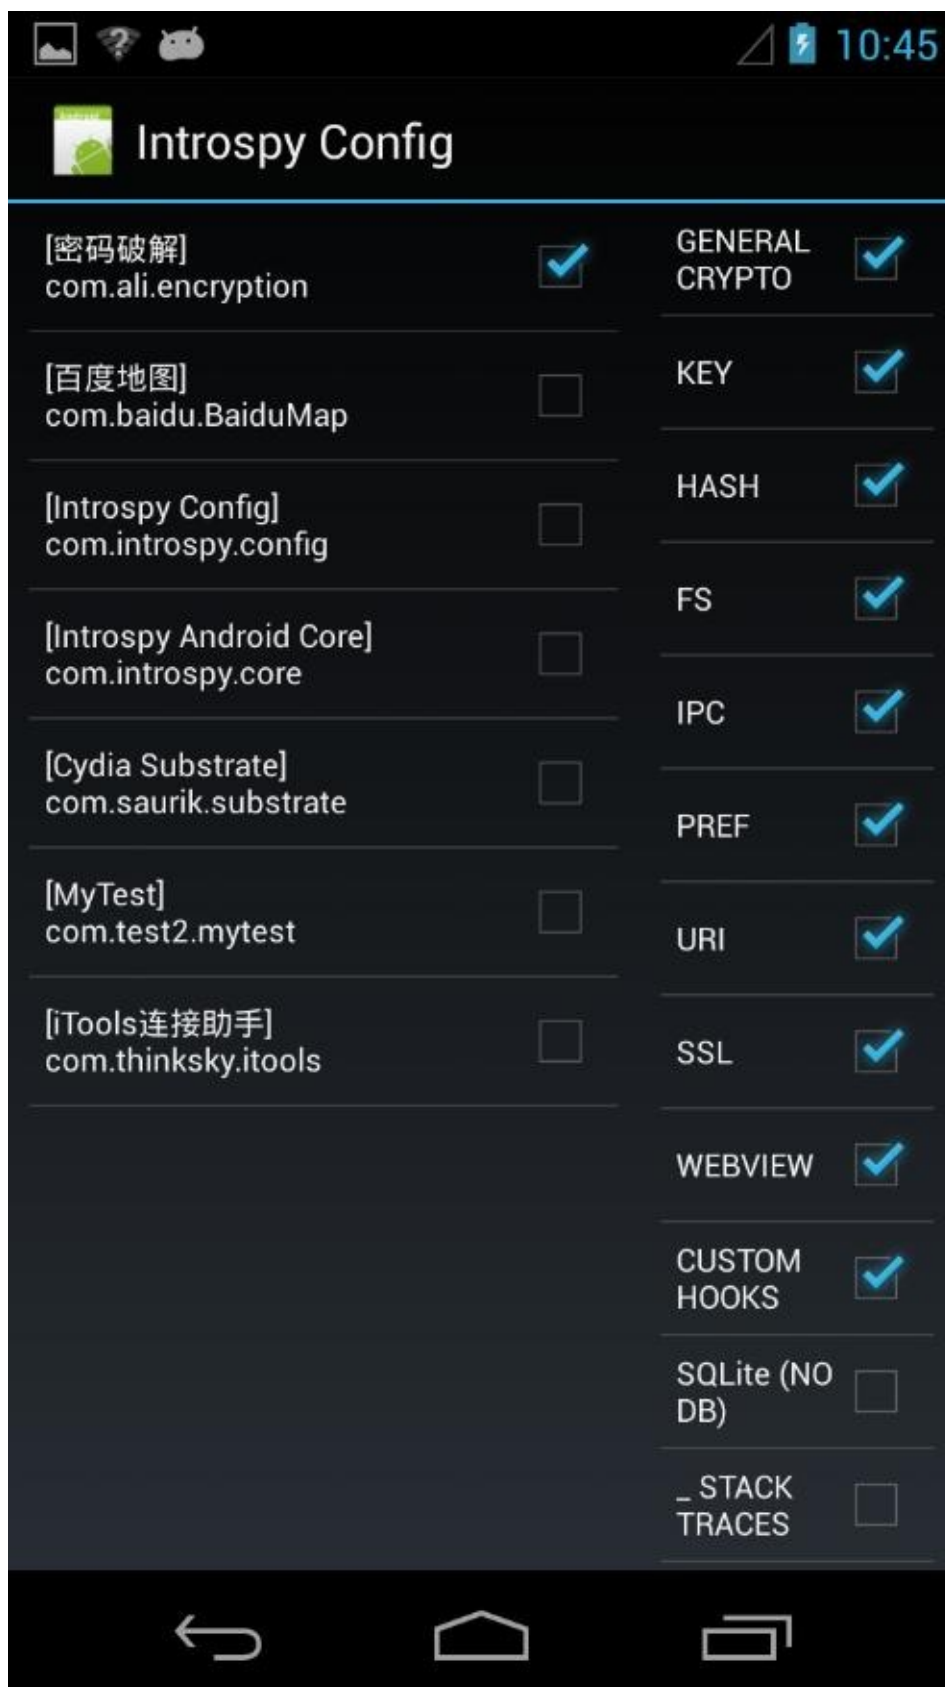 10:45
Introspy Config
[密码破解]
com.ali.encryption
[百度地图]
com.baidu.BaiduMap
[Introspy Config]
com.introspy.config
[Introspy Android Core]
com.introspy.core
[Cydia Substrate]
com.saurik.substrate
[MyTest]
com.test2.mytest
[iTools连接助手]
com.thinksky.itools
GENERAL
CRYPTO
KEY
HASH
FS
IPC
PREF
URI
SSL
WEBVIEW
CUSTOM
HOOKS
SQLite (NO
DB)
_ STACK
TRACES